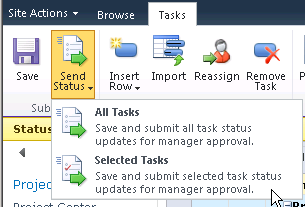 Site Actions
Browse
Tasks
Save
Send Status
Insert Row
Import
Reassign
Remove Task
All Tasks
Save and submit all task status
updates for manager approval.
Selected Tasks
Save and submit selected task status
updates for manager approval.
Status
Project Center